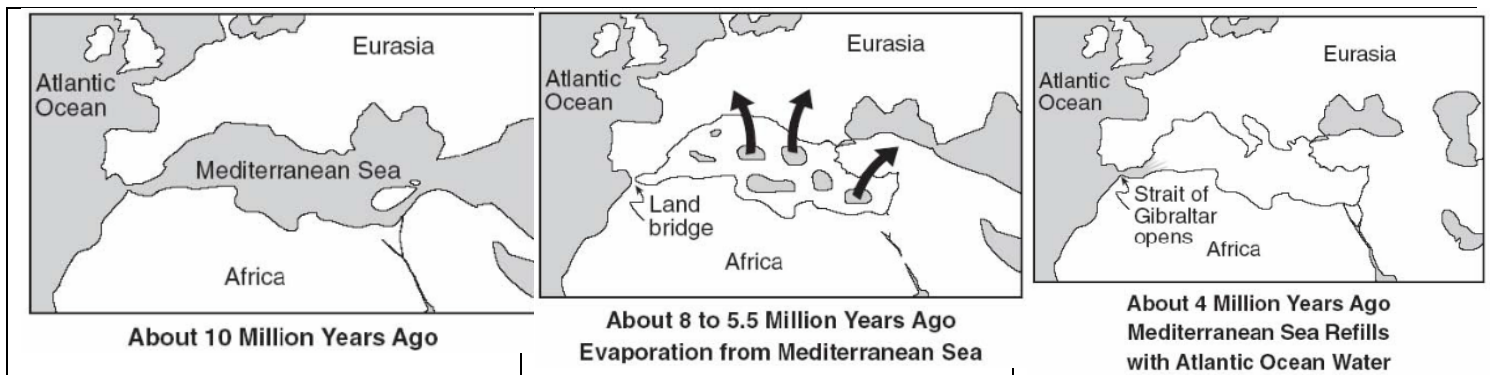 Eurasia
Atlantic
Ocean
Mediterranean Sea
Africa
About 10 Million Years Ago
Eurasia
Atlantic
Ocean
Land
bridge
Africa
About 8 to 5.5 Million Years Ago
Evaporation from Mediterranean Sea
Eurasia
Atlantic
Ocean
Strait of
Gibraltar
opens
Africa
About 4 Million Years Ago
Mediterranean Sea Refills
with Atlantic Ocean Water